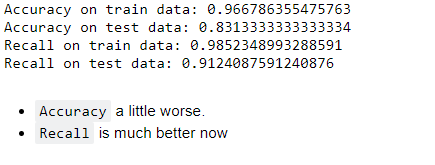 Accuracy on train data: 0.966786355475763
Accuracy on test data: 0.8313333333333334
Recall on train data: 0.9852348993288591
Recall on test data: 0.9124087591240876
• Accuracy a little worse.
• Recall is much better now